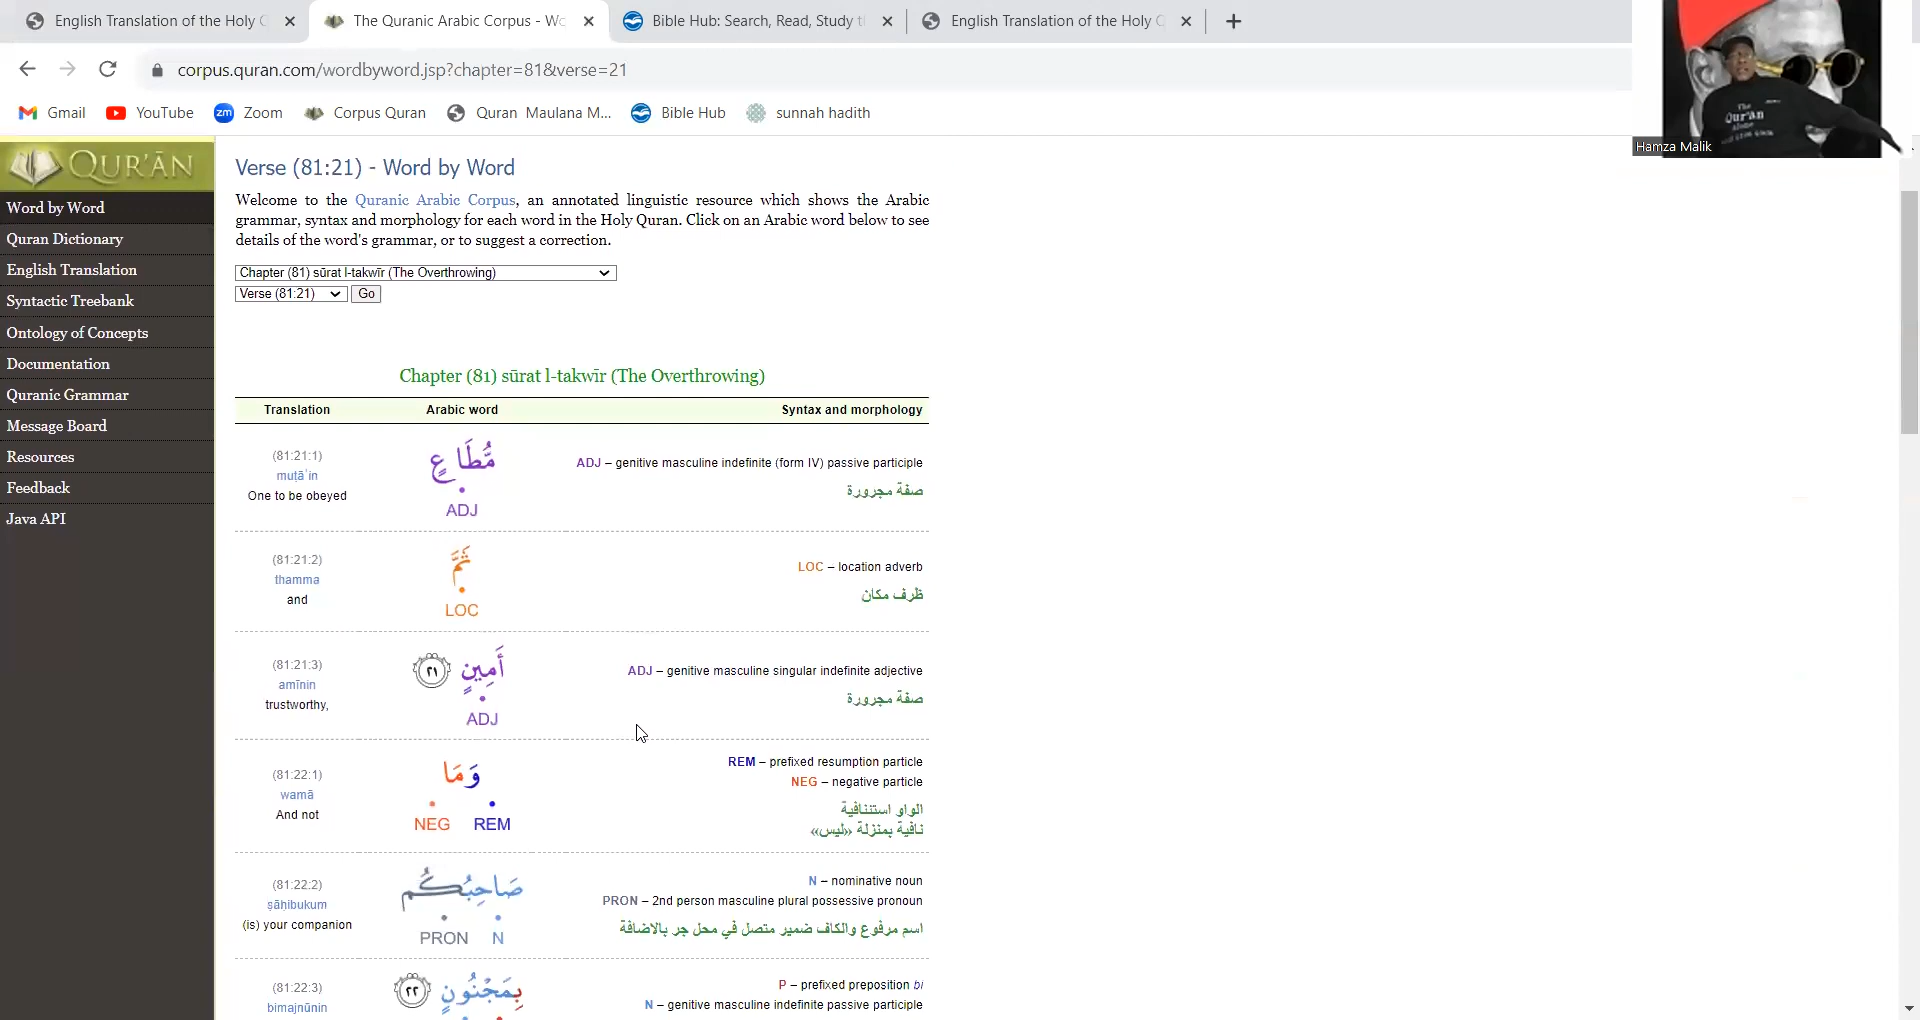 English Translation of the Holy Q
The Quranic Arabic Corpus - Wo
Bible Hub: Search, Read, Study t
English Translation of the Holy Q
corpus.quran.com/wordbyword.jsp?chapter=81&verse=21
Gmail
YouTube
zm Zoom
Corpus Quran
Quran Maulana M...
Bible Hub
sunnah hadith
The
Qur'an
Alone
Hamza Malik
QUR'ĀN
Word by Word
Quran Dictionary
English Translation
Syntactic Treebank
Ontology of Concepts
Documentation
Quranic Grammar
Message Board
Resources
Feedback
Java API
Verse (81:21) - Word by Word
Welcome to the Quranic Arabic Corpus, an annotated linguistic resource which shows the Arabic
grammar, syntax and morphology for each word in the Holy Quran. Click on an Arabic word below to see
details of the word's grammar, or to suggest a correction.
Chapter (81) sūrat l-takwīr (The Overthrowing)
Verse (81:21) Go
Chapter (81) sūrat l-takwīr (The Overthrowing)
Translation Arabic word Syntax and morphology
(81:21:1)
muṭāʿin
One to be obeyed
مُّطَاعٍ
ADJ
ADJ – genitive masculine indefinite (form IV) passive participle
صفة مجرورة
(81:21:2)
thamma
and
ثَمَّ
LOC
LOC – location adverb
ظرف مكان
(81:21:3)
amīnin
trustworthy,
أَمِينٍ ٢١
ADJ
ADJ – genitive masculine singular indefinite adjective
صفة مجرورة
(81:22:1)
wamā
And not
وَمَا
NEG REM
REM – prefixed resumption particle
NEG – negative particle
الواو استئنافية
نافية بمنزلة «ليس»
(81:22:2)
ṣāḥibukum
(is) your companion
صَاحِبُكُم
PRON N
N – nominative noun
PRON – 2nd person masculine plural possessive pronoun
اسم مرفوع والكاف ضمير متصل في محل جر بالاضافة
(81:22:3)
bimajnūnin
بِمَجْنُونٍ ٢٢
P – prefixed preposition bi
N – genitive masculine indefinite passive participle